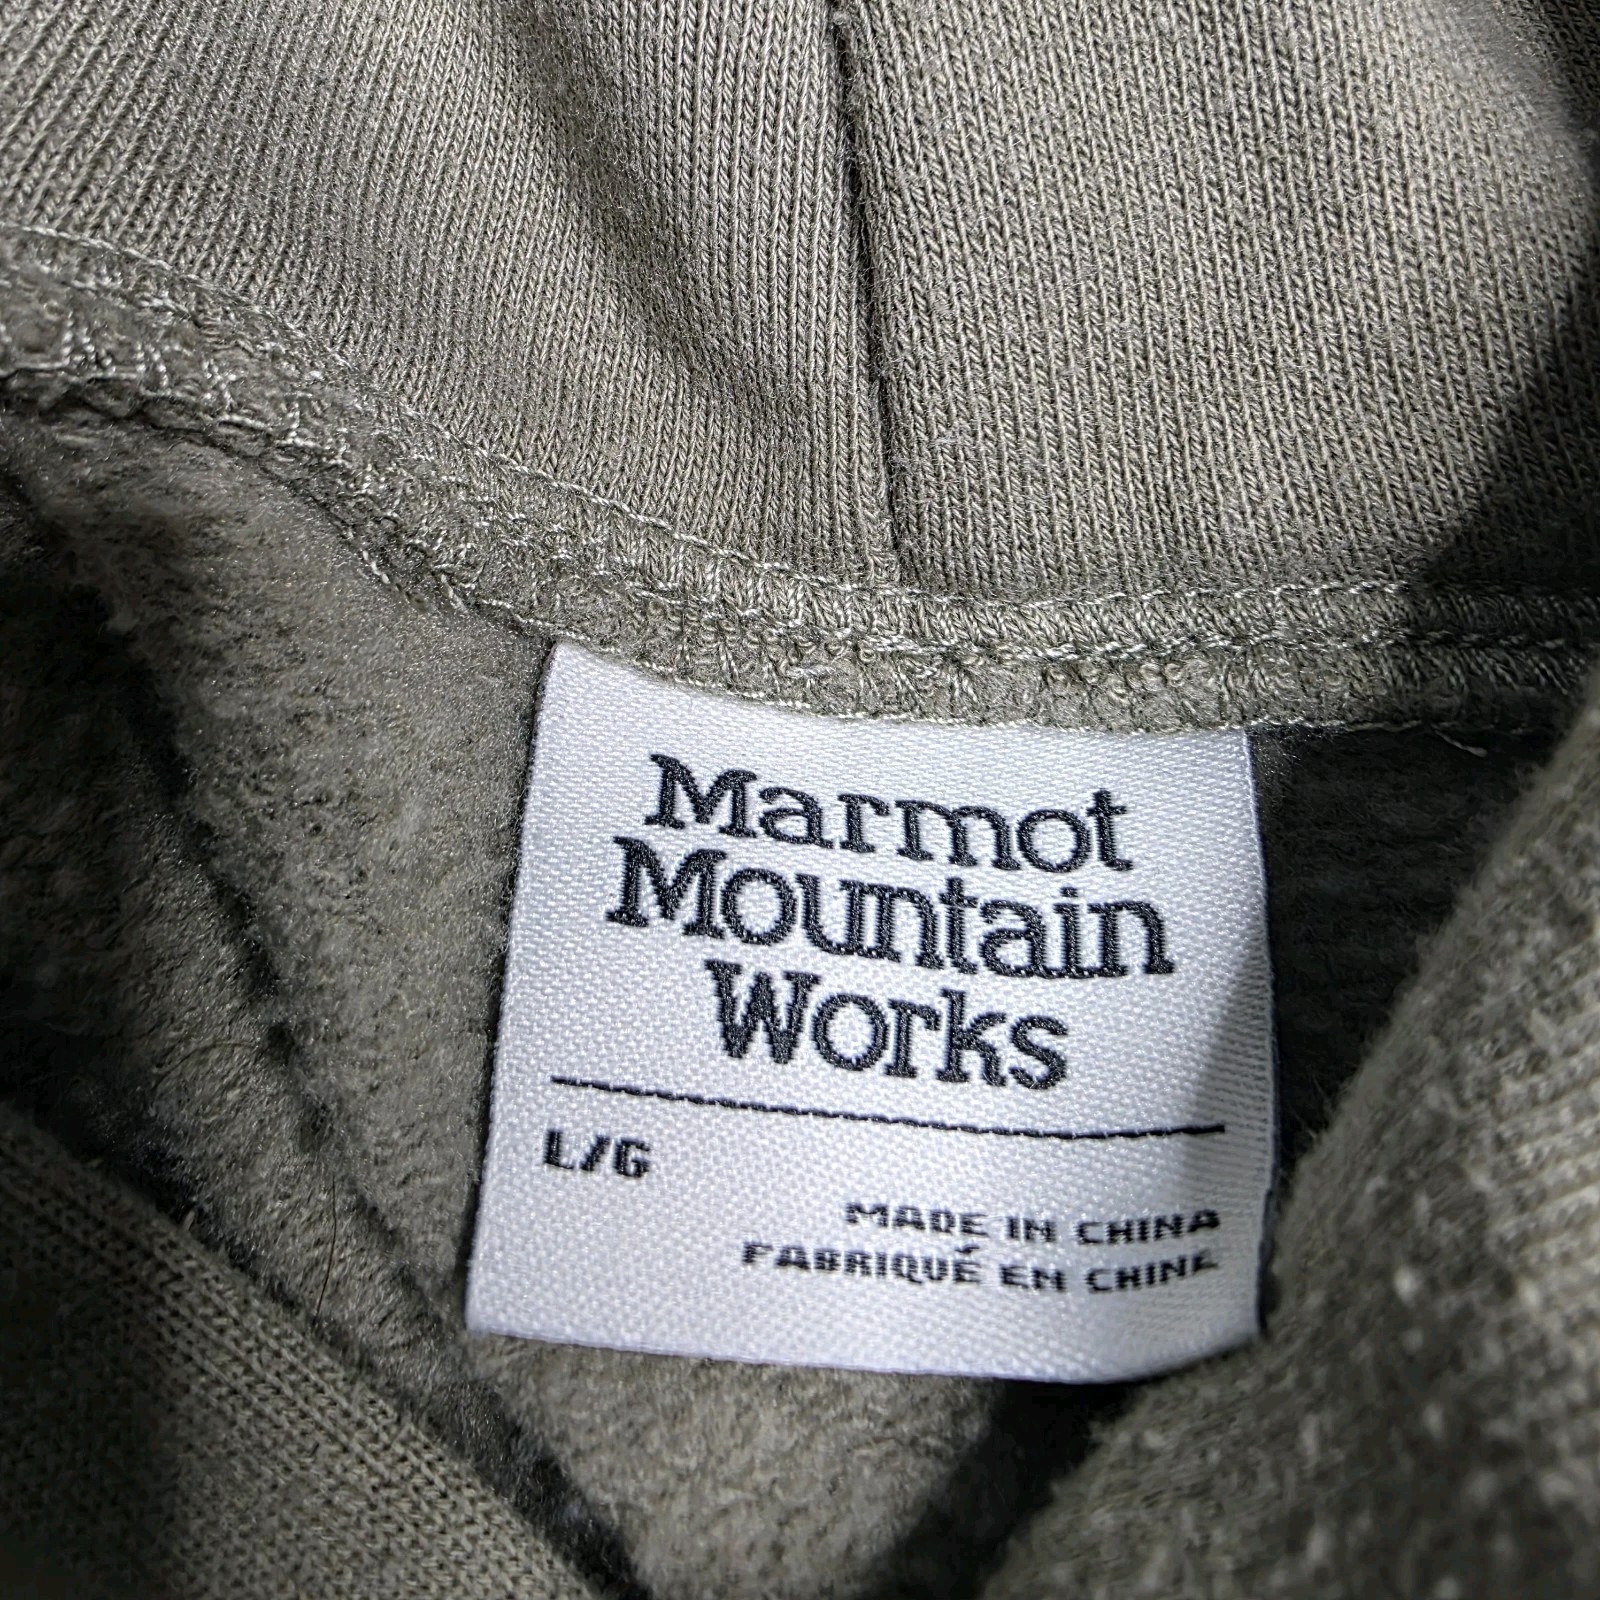 Marmot
Mountain
Works
L/G
MADE IN CHINA
FABRIQUÉ EN CHINE